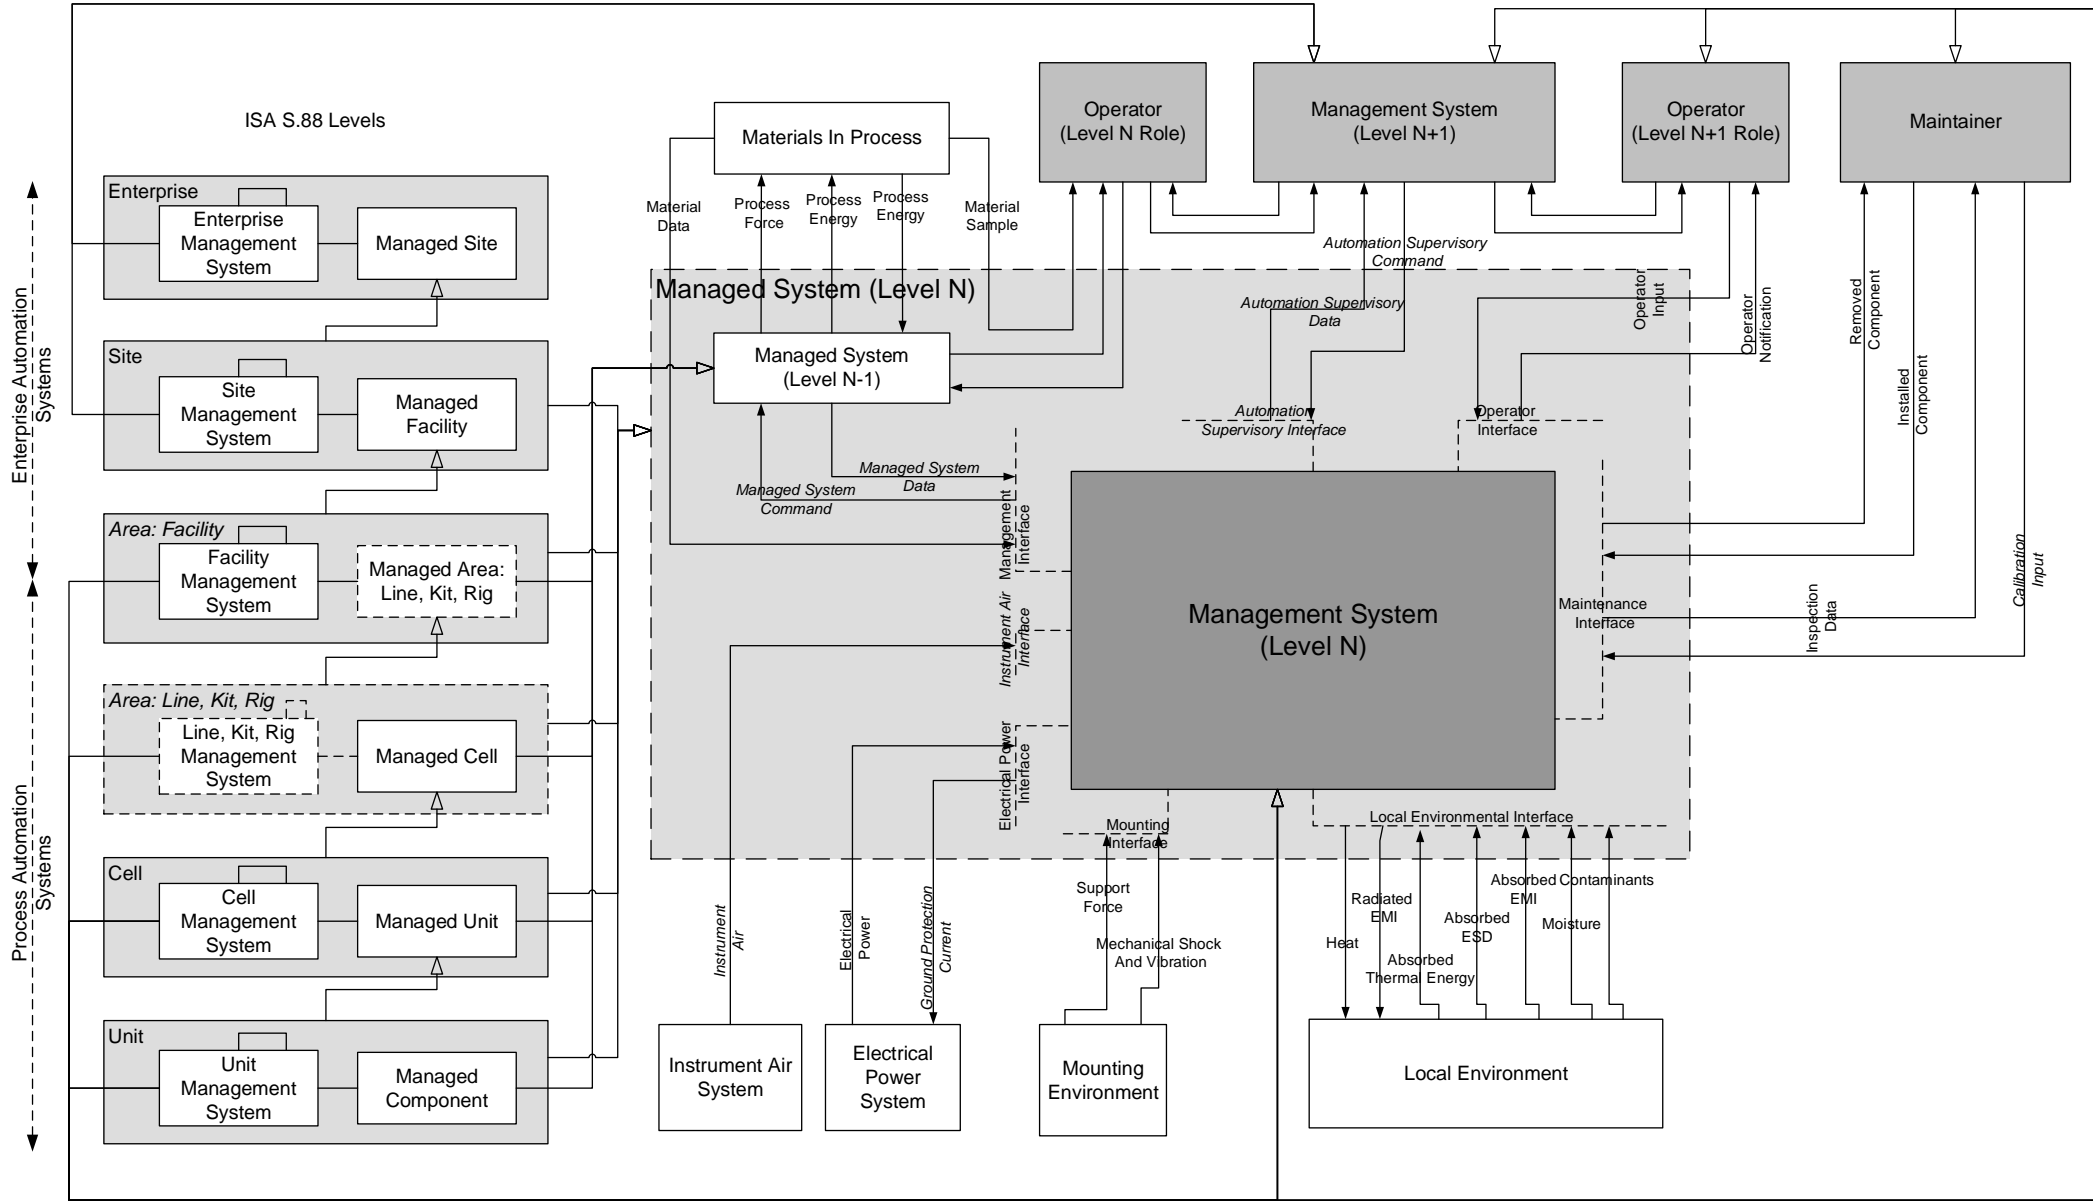 ISA S.88 Levels
Enterprise Automation
Systems
Process Automation
Systems
Enterprise
Enterprise
Management
System
Managed Site
Site
Site
Management
System
Managed
Facility
Area: Facility
Facility
Management
System
Managed Area:
Line, Kit, Rig
Area: Line, Kit, Rig
Line, Kit, Rig
Management
System
Managed Cell
Cell
Cell
Management
System
Managed Unit
Unit
Unit
Management
System
Managed
Component
Materials In Process
Material
Data
Process
Force
Process
Energy
Process
Energy
Material
Sample
Operator
(Level N Role)
Management System
(Level N+1)
Operator
(Level N+1 Role)
Maintainer
Managed System (Level N)
Managed System
(Level N-1)
Managed System
Data
Managed System
Command
Automation Supervisory
Command
Automation Supervisory
Data
Automation
Supervisory Interface
Operator
Input
Operator
Notification
Operator
Interface
Removed
Component
Installed
Component
Calibration
Input
Inspection
Data
Maintenance
Interface
Management
Interface
Instrument Air
Interface
Electrical Power
Interface
Management System
(Level N)
Mounting
Interface
Local Environmental Interface
Instrument
Air
Electrical
Power
Ground Protection
Current
Support
Force
Mechanical Shock
And Vibration
Heat
Radiated
EMI
Absorbed
Thermal Energy
Absorbed
ESD
Absorbed
EMI
Moisture
Contaminants
Instrument Air
System
Electrical
Power
System
Mounting
Environment
Local Environment